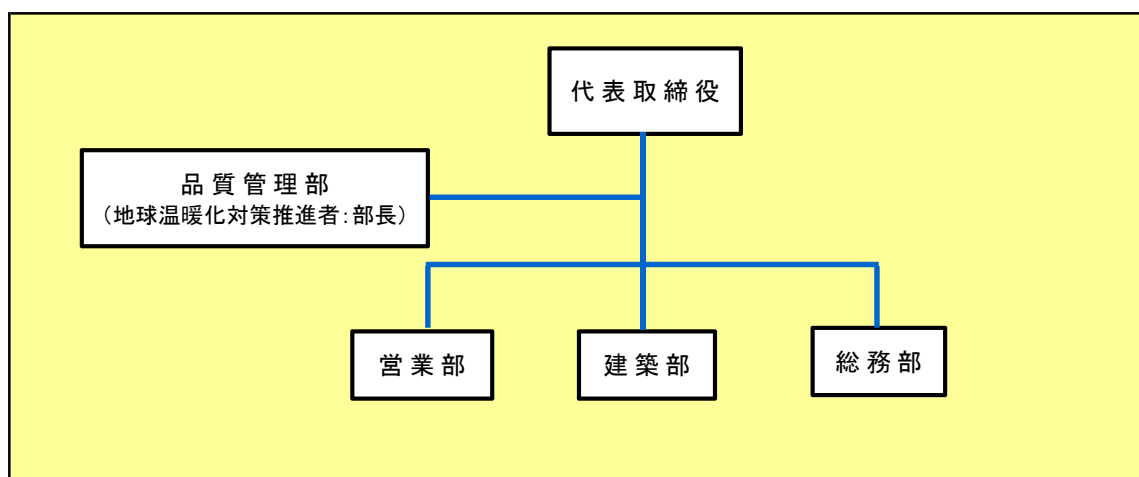 代表取締役
品質管理部
（地球温暖化対策推進者：部長）
営業部
建築部
総務部